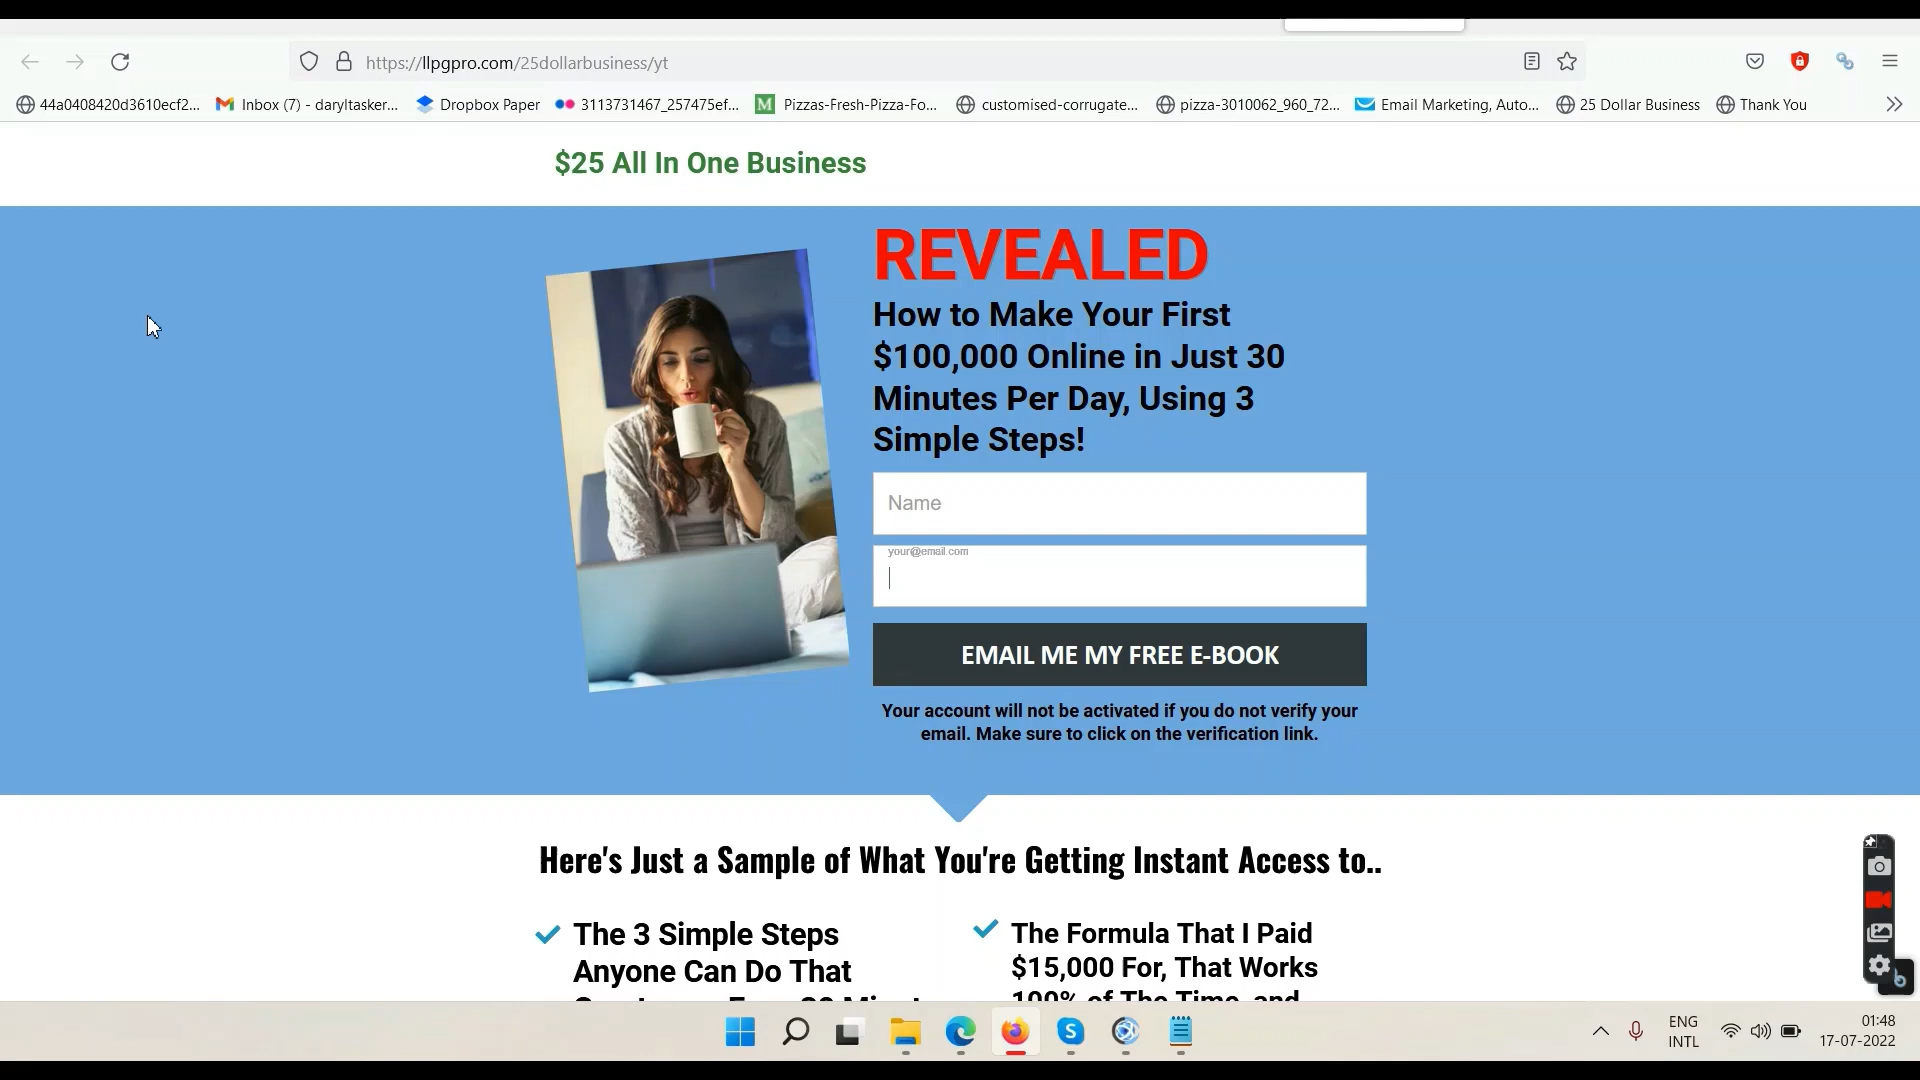 https://llpgpro.com/25dollarbusiness/yt
44a0408420d3610ecf2...
Inbox (7) - daryltasker...
Dropbox Paper
3113731467_257475ef...
Pizzas-Fresh-Pizza-Fo...
customised-corrugate...
pizza-3010062_960_72...
Email Marketing, Auto...
25 Dollar Business
Thank You
$25 All In One Business
REVEALED
How to Make Your First
$100,000 Online in Just 30
Minutes Per Day, Using 3
Simple Steps!
Name
your@email.com
EMAIL ME MY FREE E-BOOK
Your account will not be activated if you do not verify your
email. Make sure to click on the verification link.
Here's Just a Sample of What You're Getting Instant Access to..
The 3 Simple Steps
Anyone Can Do That
The Formula That I Paid
$15,000 For, That Works
100% of The Time, and
ENG
INTL
01:48
17-07-2022